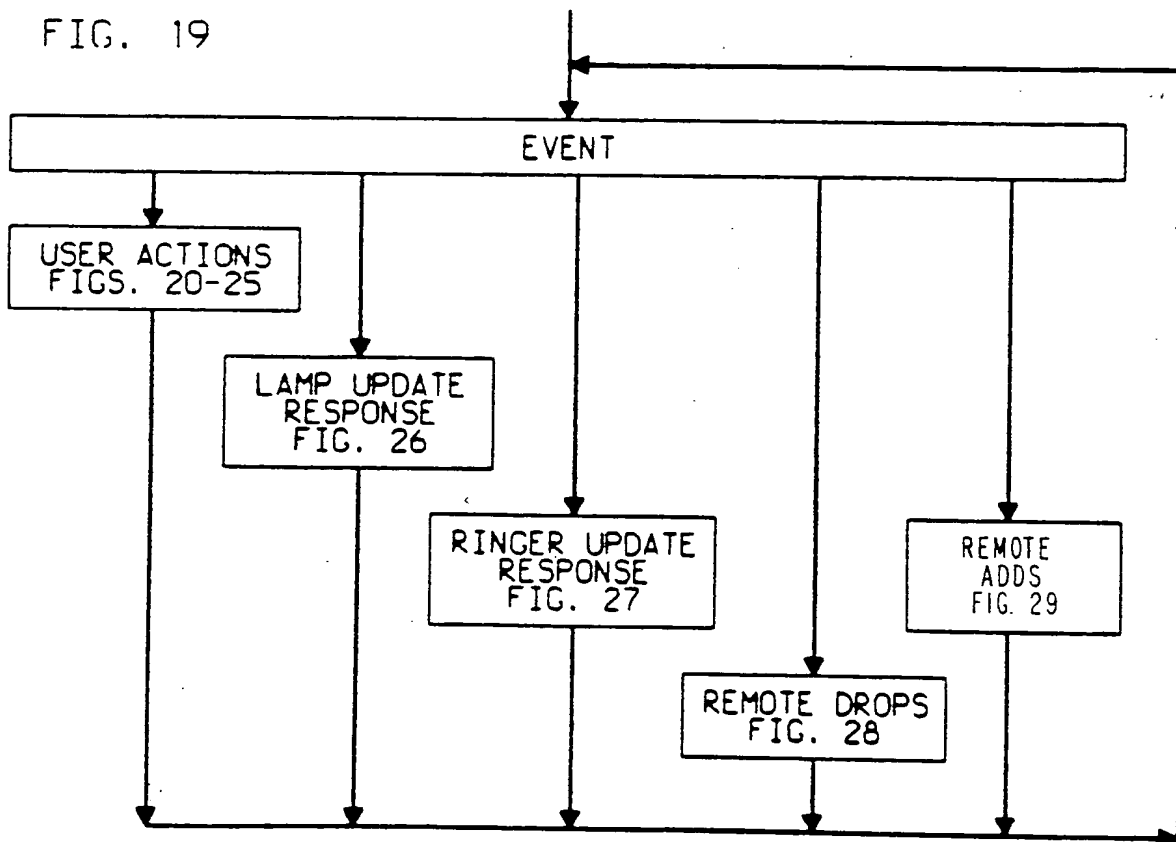 FIG. 19
EVENT
USER ACTIONS
FIGS. 20-25
LAMP UPDATE
RESPONSE
FIG. 26
RINGER UPDATE
RESPONSE
FIG. 27
REMOTE
ADDS
FIG. 29
REMOTE DROPS
FIG. 28